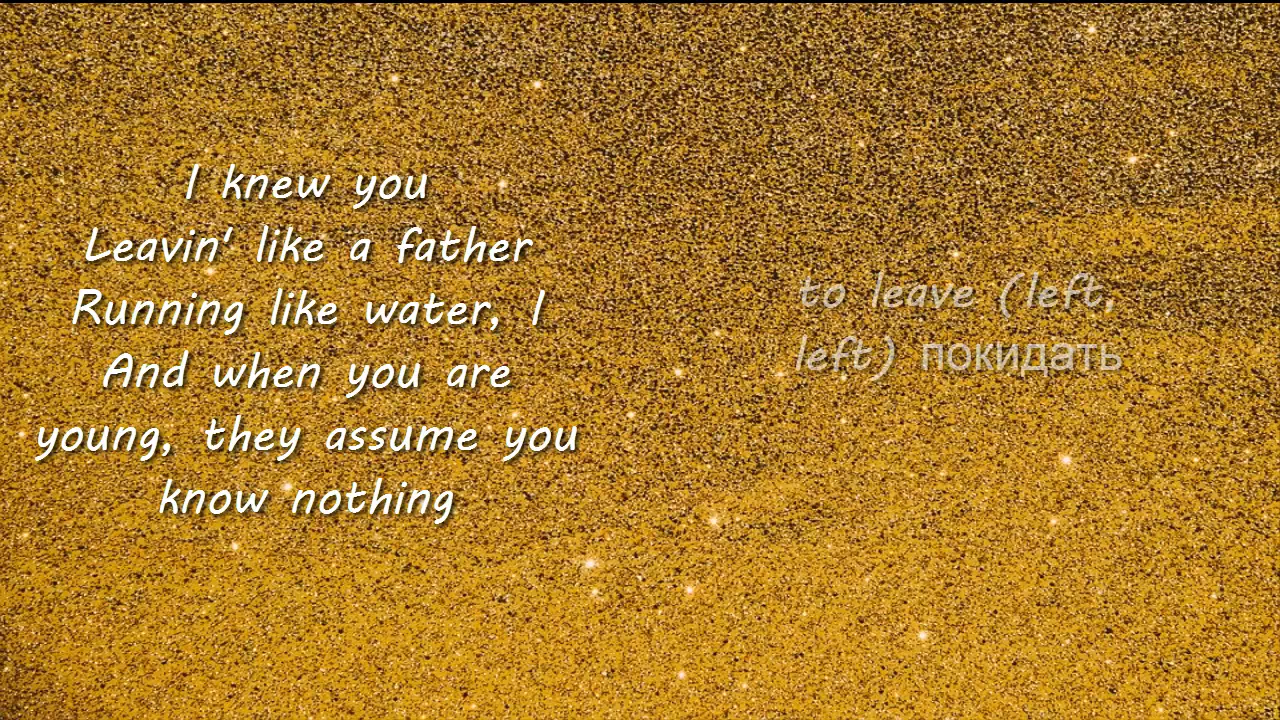 I knew you
Leavin' like a father
Running like water, I
And when you are
young, they assume you
know nothing
to leave (left,
left) покидать